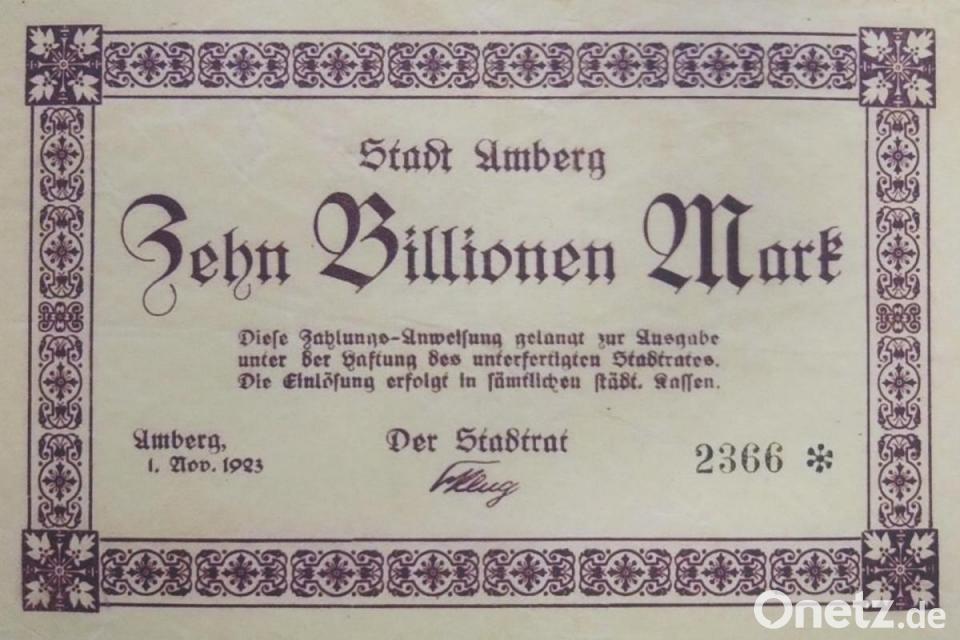 Stadt Amberg
Zehn Billionen Mark
Diese Zahlungs-Anweisung gelangt zur Ausgabe
unter der Haftung des unterfertigten Stadtrates.
Die Einlösung erfolgt in sämtlichen städt. Kassen.
Amberg,
1. Nov. 1923
Der Stadtrat
2366 *
Onetz.de